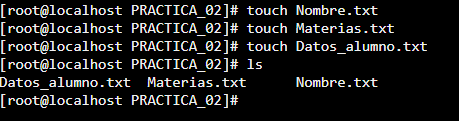 [root@localhost PRACTICA_02]# touch Nombre.txt
[root@localhost PRACTICA_02]# touch Materias.txt
[root@localhost PRACTICA_02]# touch Datos_alumno.txt
[root@localhost PRACTICA_02]# ls
Datos_alumno.txt  Materias.txt      Nombre.txt
[root@localhost PRACTICA_02]#